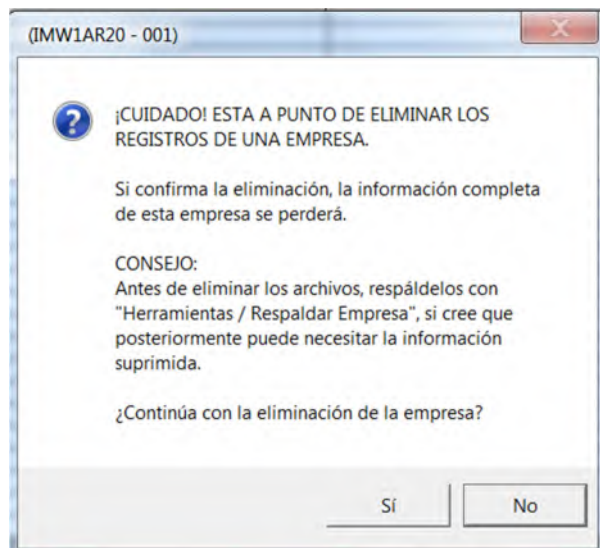 (IMW1AR20 - 001)
¡CUIDADO! ESTA A PUNTO DE ELIMINAR LOS
REGISTROS DE UNA EMPRESA.
Si confirma la eliminación, la información completa
de esta empresa se perderá.
CONSEJO:
Antes de eliminar los archivos, respáldelos con
"Herramientas / Respaldar Empresa", si cree que
posteriormente puede necesitar la información
suprimida.
¿Continúa con la eliminación de la empresa?
Sí
No